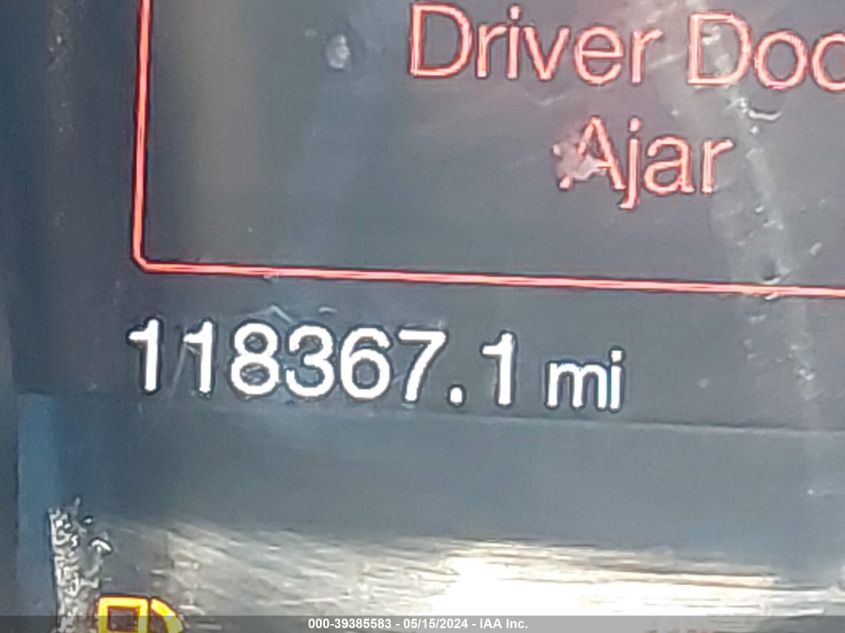 Driver Doo
Ajar
118367.1 mi
000-39385583 - 05/15/2024 - IAA Inc.